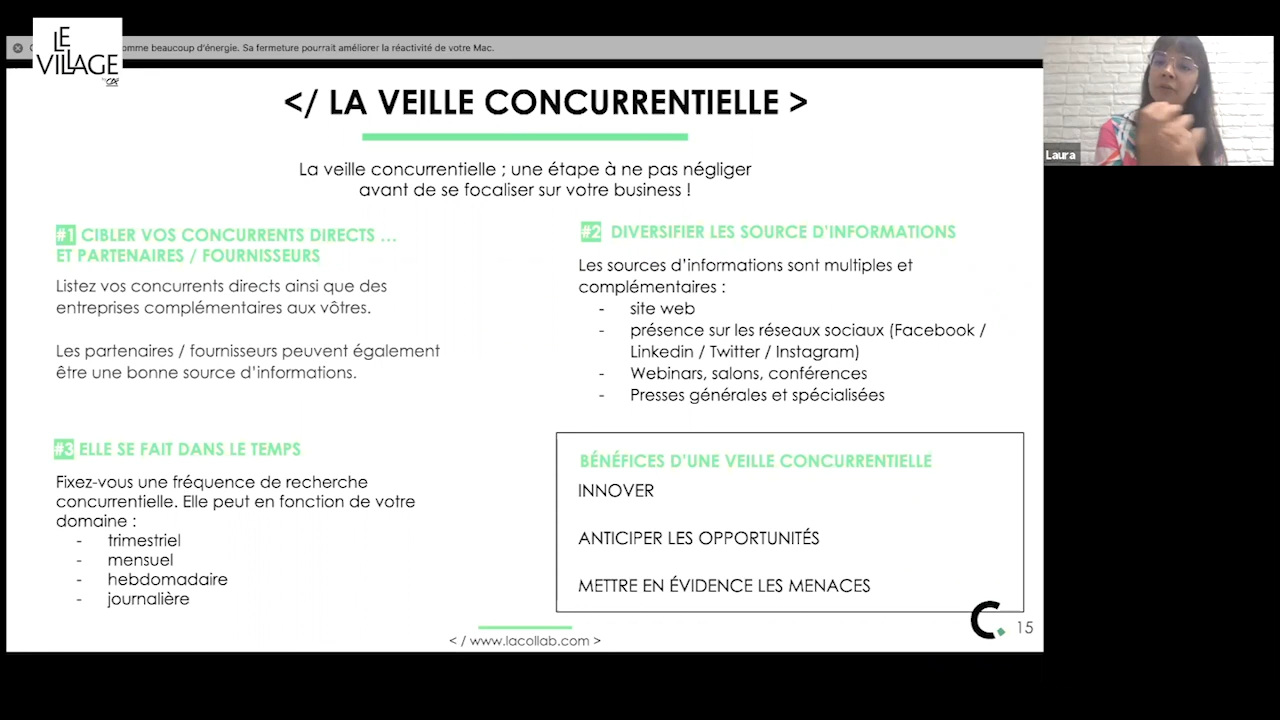 LE
VILLAGE
by CA
omme beaucoup d'énergie. Sa fermeture pourrait améliorer la réactivité de votre Mac.
</ LA VEILLE CONCURRENTIELLE >
La veille concurrentielle ; une étape à ne pas négliger
avant de se focaliser sur votre business !
#1 CIBLER VOS CONCURRENTS DIRECTS ...
ET PARTENAIRES / FOURNISSEURS
Listez vos concurrents directs ainsi que des
entreprises complémentaires aux vôtres.
Les partenaires / fournisseurs peuvent également
être une bonne source d'informations.
#2 DIVERSIFIER LES SOURCE D'INFORMATIONS
Les sources d'informations sont multiples et
complémentaires :
- site web
- présence sur les réseaux sociaux (Facebook /
Linkedin / Twitter / Instagram)
- Webinars, salons, conférences
- Presses générales et spécialisées
#3 ELLE SE FAIT DANS LE TEMPS
Fixez-vous une fréquence de recherche
concurrentielle. Elle peut en fonction de votre
domaine :
- trimestriel
- mensuel
- hebdomadaire
- journalière
BÉNÉFICES D'UNE VEILLE CONCURRENTIELLE
INNOVER
ANTICIPER LES OPPORTUNITÉS
METTRE EN ÉVIDENCE LES MENACES
C.
15
< / www.lacollab.com >
Laura